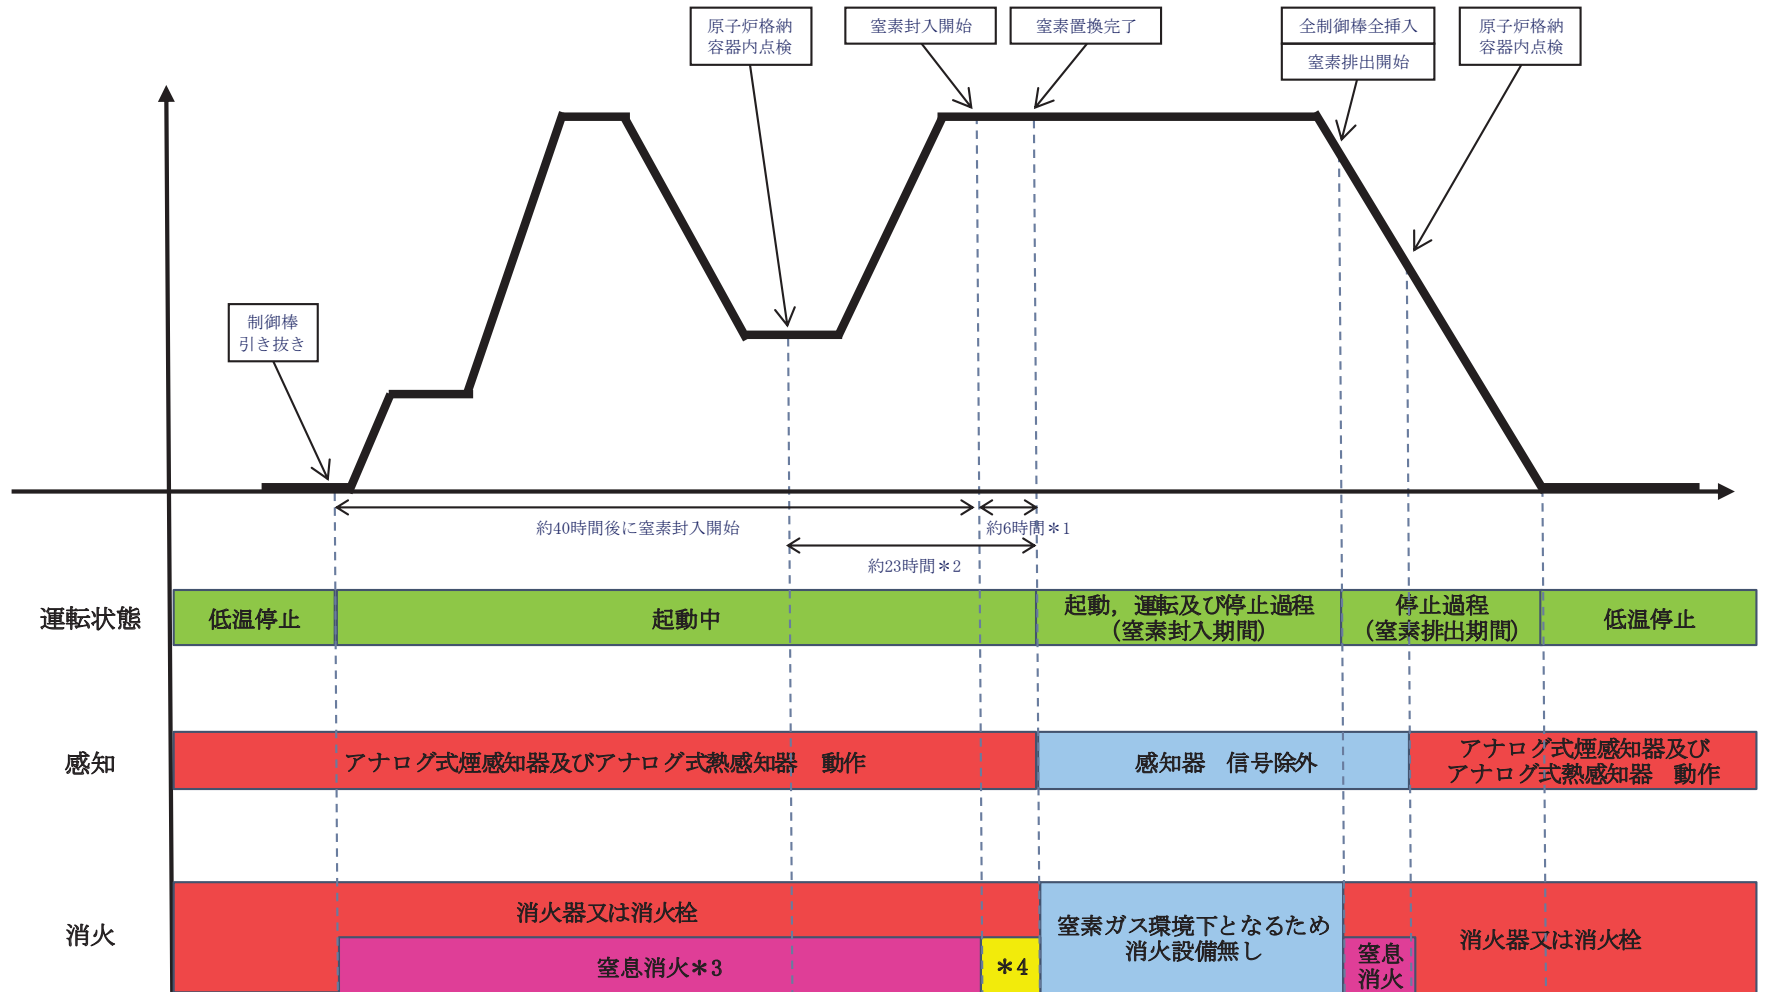 原子炉格納
容器内点検
窒素封入開始
窒素置換完了
全制御棒全挿入
窒素排出開始
原子炉格納
容器内点検
制御棒
引き抜き
約40時間後に窒素封入開始
約6時間＊1
約23時間＊2
運転状態
低温停止
起動中
起動，運転及び停止過程
（窒素封入期間）
停止過程
（窒素排出期間）
低温停止
感知
アナログ式煙感知器及びアナログ式熱感知器　動作
感知器　信号除外
アナログ式煙感知器及び
アナログ式熱感知器　動作
消火
消火器又は消火栓
窒息消火＊3
＊4
窒素ガス環境下となるため
消火設備無し
窒息
消火
消火器又は消火栓